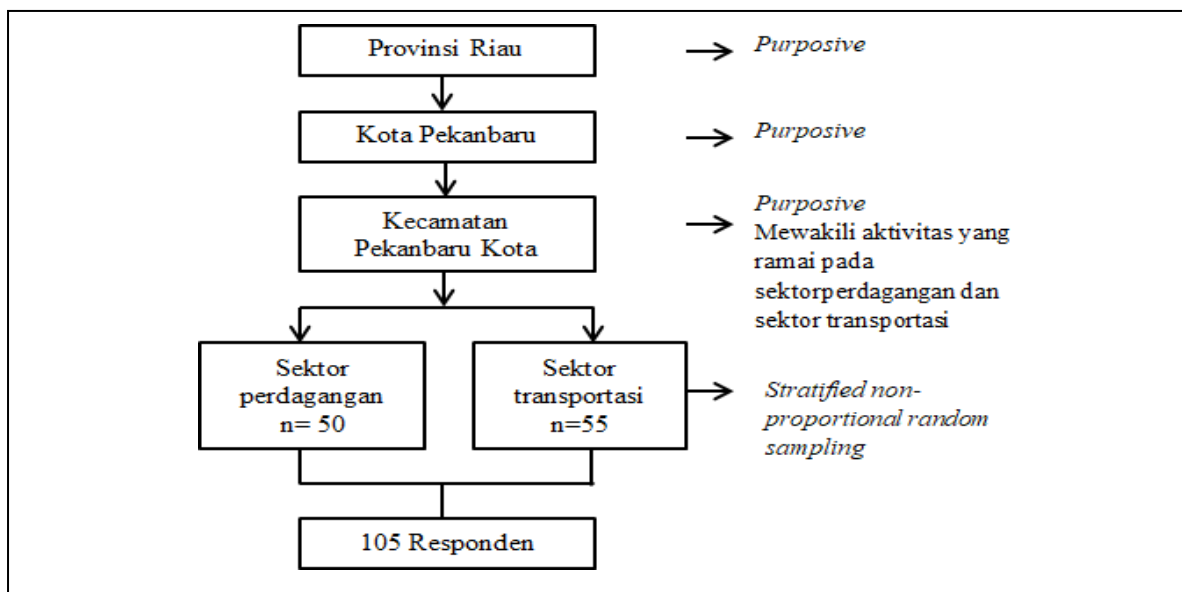 Provinsi Riau
Purposive
Kota Pekanbaru
Purposive
Kecamatan
Pekanbaru Kota
Purposive
Mewakili aktivitas yang
ramai pada
sektorperdagangan dan
sektor transportasi
Sektor
perdagangan
n= 50
Sektor
transportasi
n=55
Stratified non-
proportional random
sampling
105 Responden